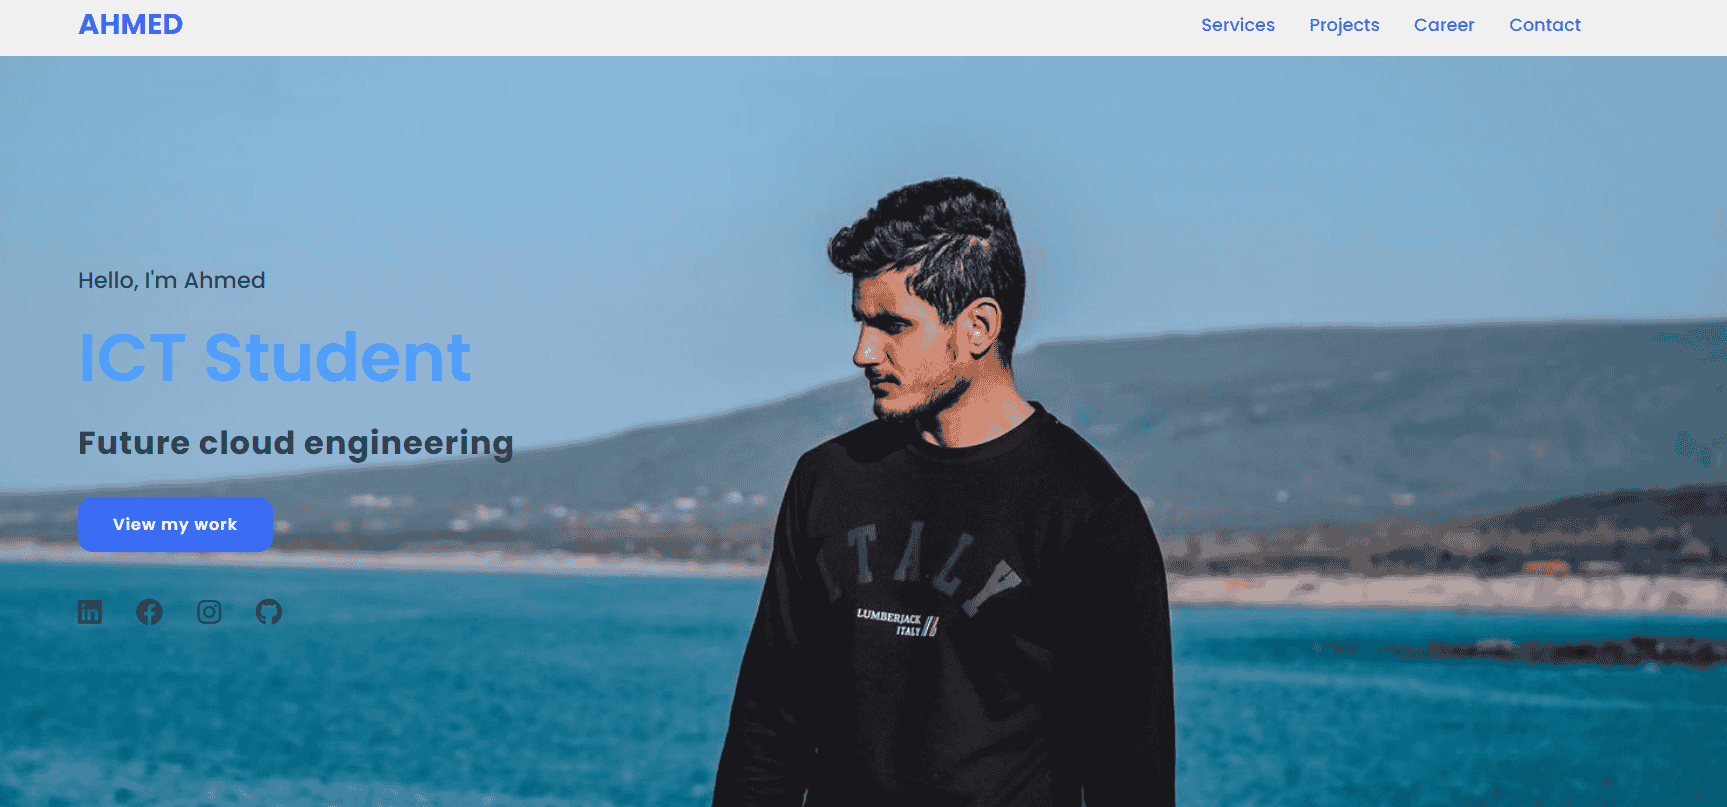 AHMED
Services Projects Career Contact
Hello, I'm Ahmed
ICT Student
Future cloud engineering
View my work
ITALY
LUMBERJACK
ITALY